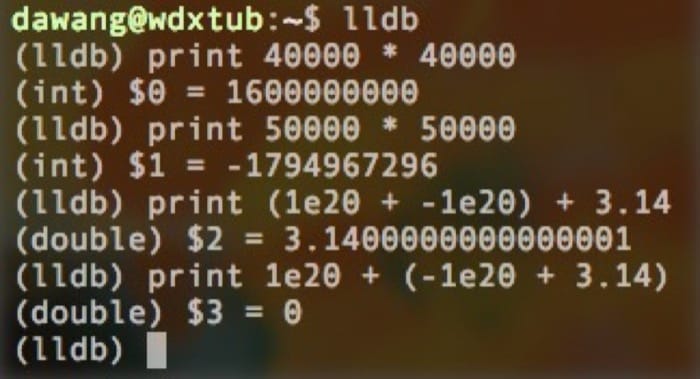 dawang@wdxtub:~$ lldb
(lldb) print 40000 * 40000
(int) $0 = 1600000000
(lldb) print 50000 * 50000
(int) $1 = -1794967296
(lldb) print (1e20 + -1e20) + 3.14
(double) $2 = 3.1400000000000001
(lldb) print 1e20 + (-1e20 + 3.14)
(double) $3 = 0
(lldb)